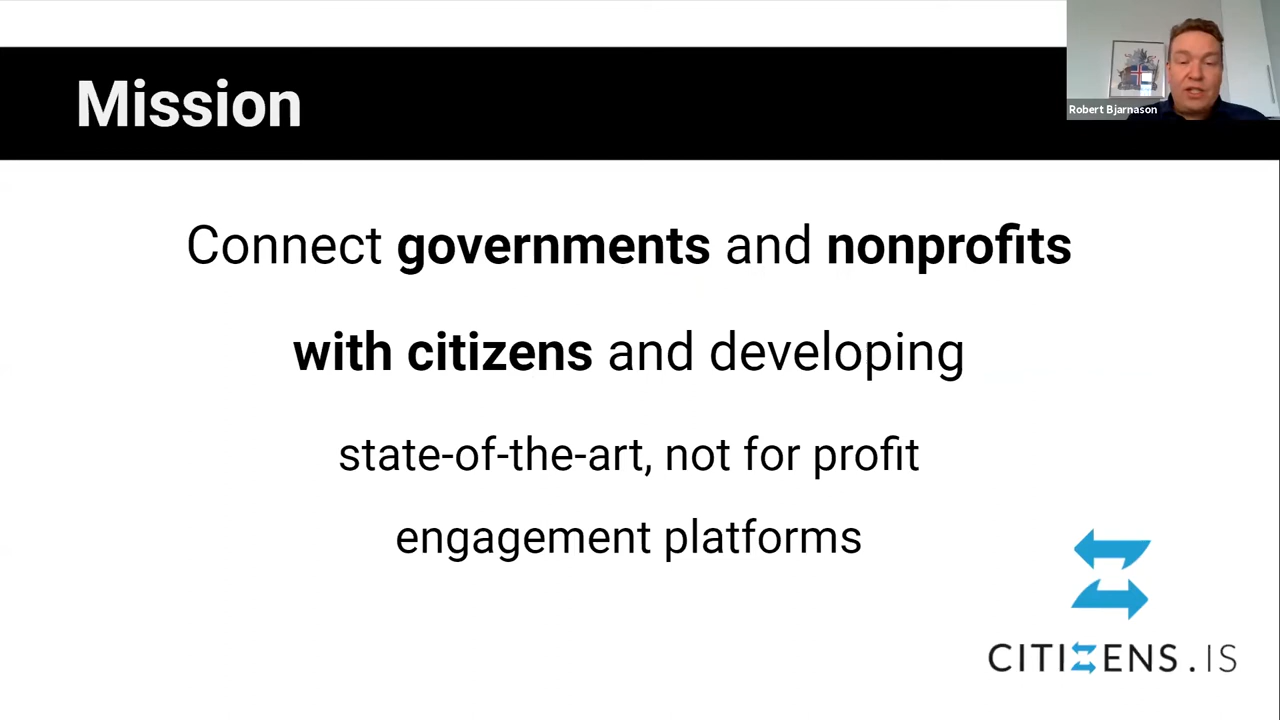 Mission
Robert Bjarnason
Connect governments and nonprofits
with citizens and developing
state-of-the-art, not for profit
engagement platforms
CITIZENS.IS